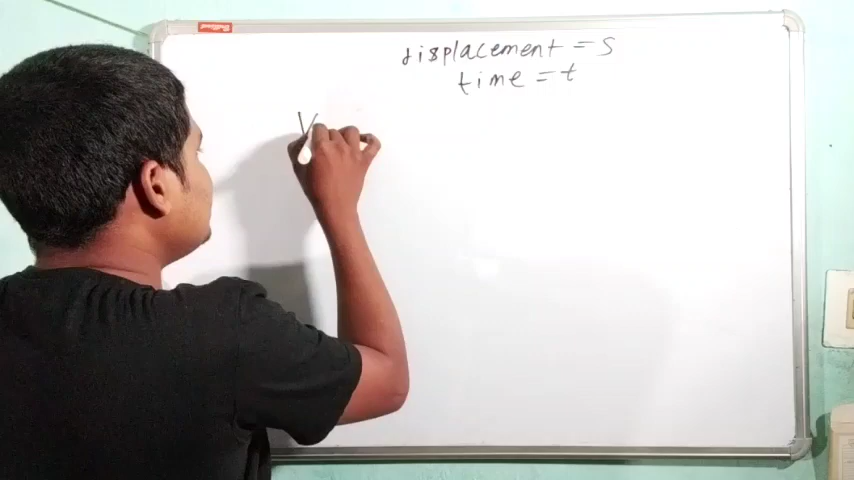 displacement = s
time = t
V